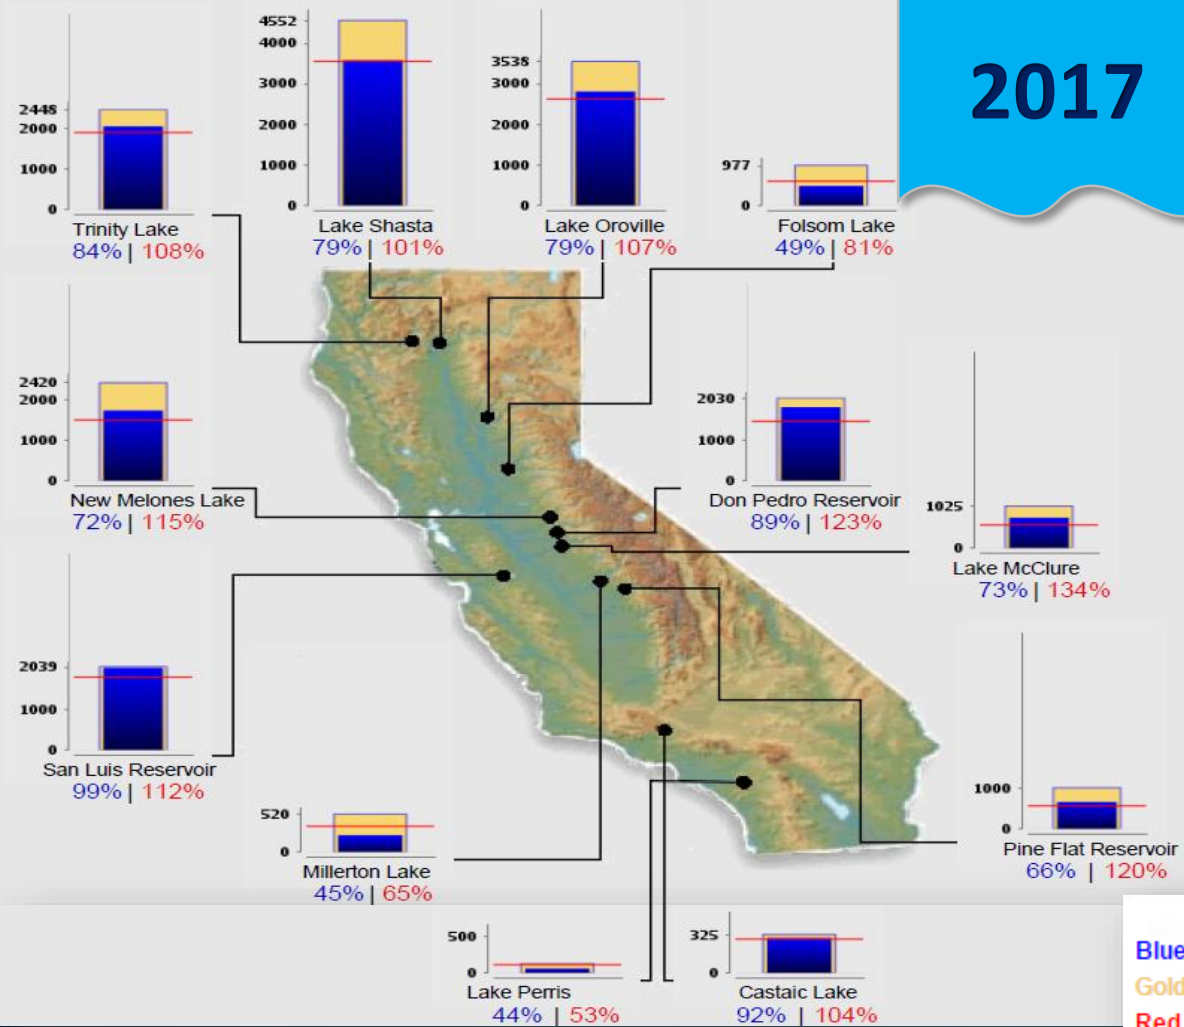 2017
4552
4000
3000
2000
1000
0
Lake Shasta
79% | 101%
3538
3000
2000
1000
0
Lake Oroville
79% | 107%
2448
2000
1000
0
Trinity Lake
84% | 108%
977
0
Folsom Lake
49% | 81%
2420
2000
1000
0
New Melones Lake
72% | 115%
2030
1000
0
Don Pedro Reservoir
89% | 123%
1025
0
Lake McClure
73% | 134%
2039
1000
0
San Luis Reservoir
99% | 112%
520
0
Millerton Lake
45% | 65%
1000
0
Pine Flat Reservoir
66% | 120%
500
0
Lake Perris
44% | 53%
325
0
Castaic Lake
92% | 104%
Blue
Gold
Red